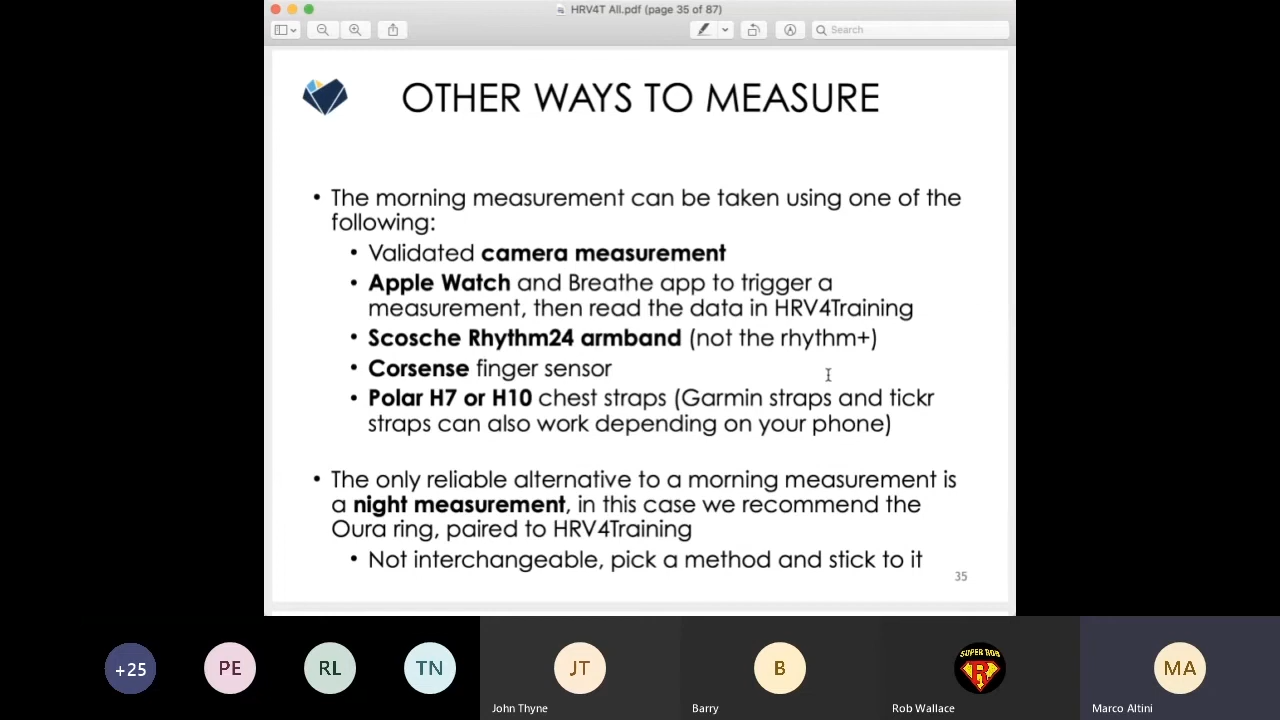 HRV4T All.pdf (page 35 of 87)
Search
OTHER WAYS TO MEASURE
• The morning measurement can be taken using one of the
following:
• Validated camera measurement
• Apple Watch and Breathe app to trigger a
measurement, then read the data in HRV4Training
• Scosche Rhythm24 armband (not the rhythm+)
• Corsense finger sensor
• Polar H7 or H10 chest straps (Garmin straps and tickr
straps can also work depending on your phone)
• The only reliable alternative to a morning measurement is
a night measurement, in this case we recommend the
Oura ring, paired to HRV4Training
• Not interchangeable, pick a method and stick to it
35
+25
PE
RL
TN
JT
B
SUPER ROB
R
MA
John Thyne
Barry
Rob Wallace
Marco Altini